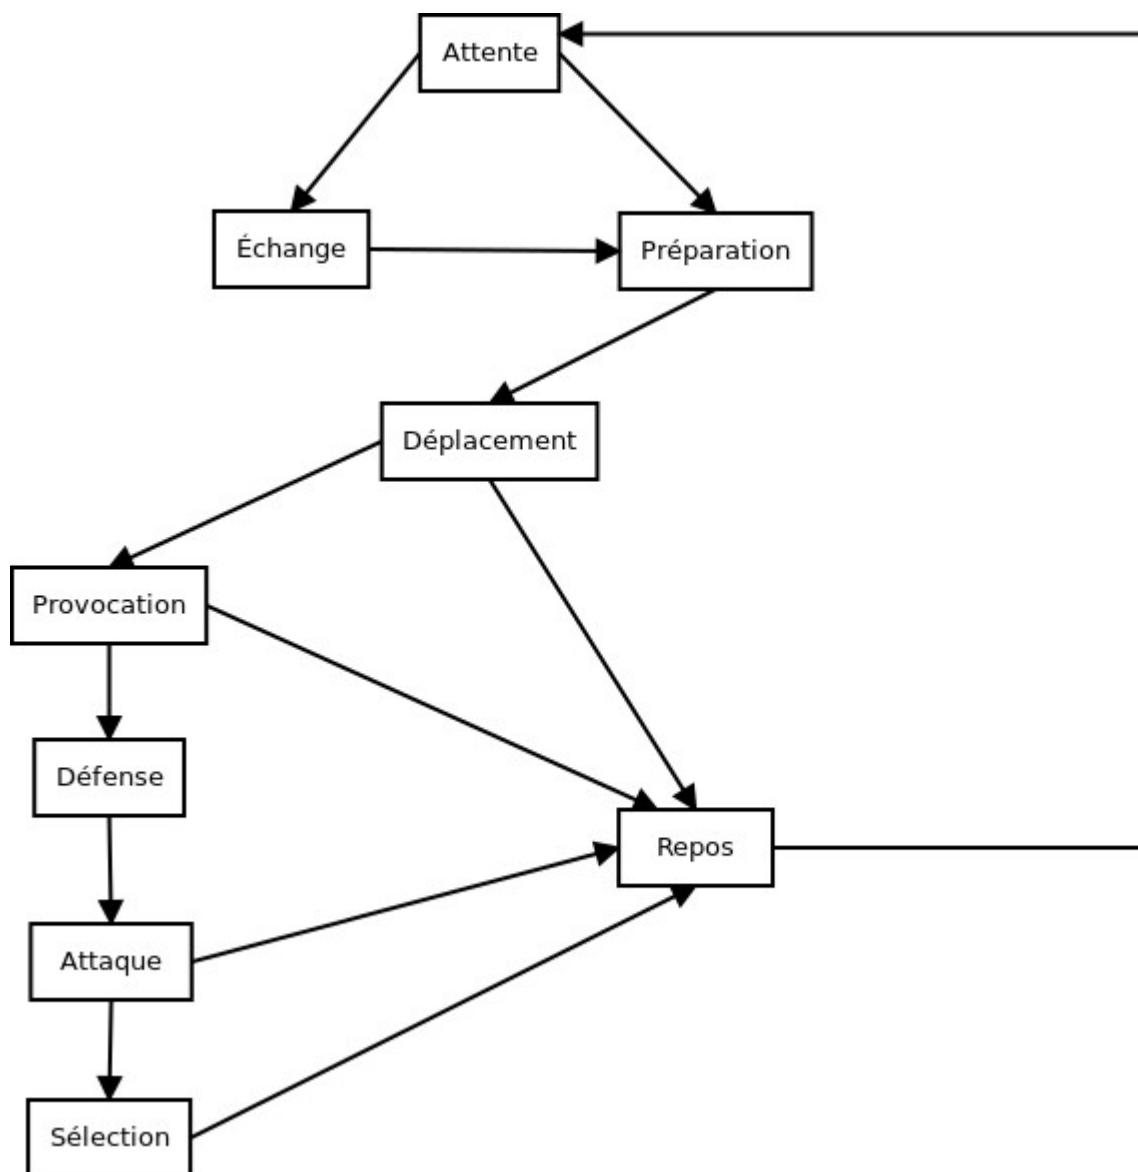 Attente
Échange
Préparation
Déplacement
Provocation
Défense
Repos
Attaque
Sélection